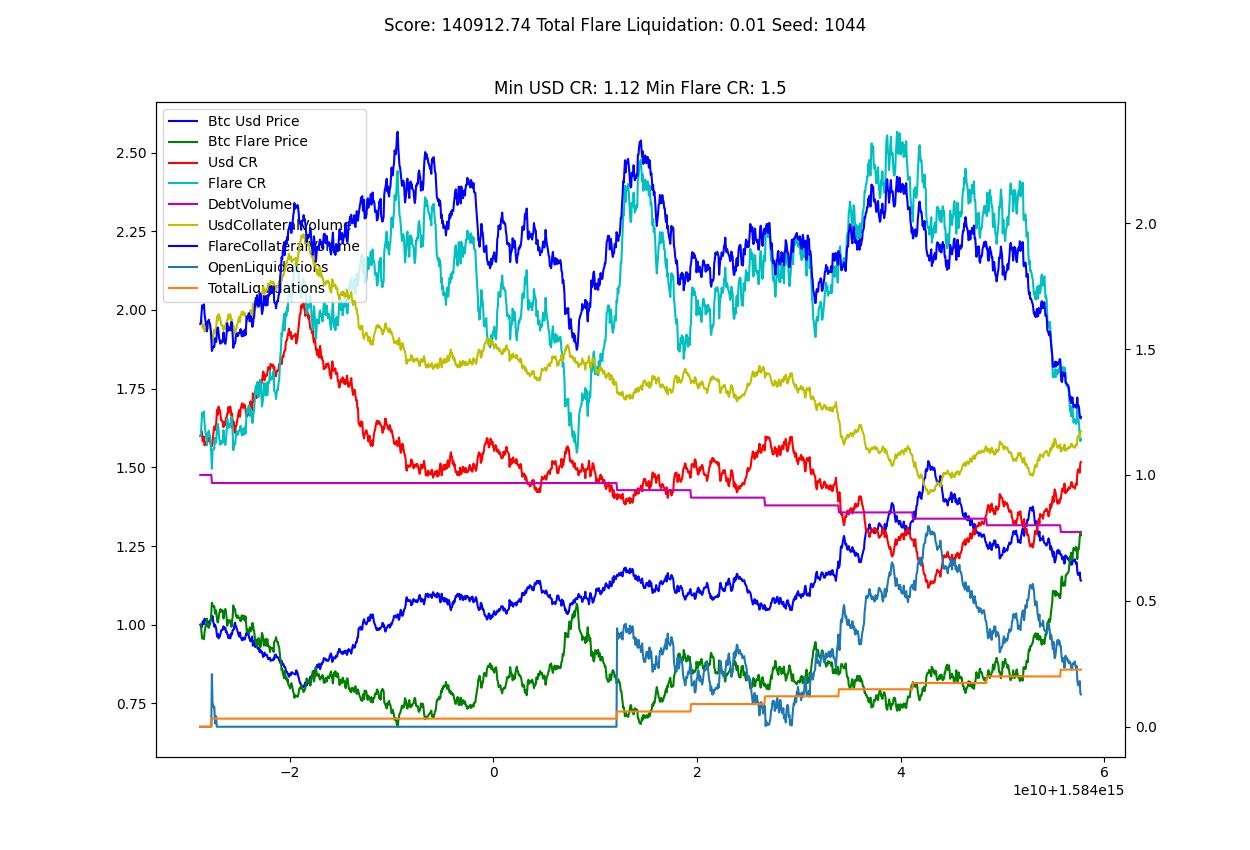 Score: 140912.74 Total Flare Liquidation: 0.01 Seed: 1044
Min USD CR: 1.12 Min Flare CR: 1.5
Btc Usd Price
Btc Flare Price
Usd CR
Flare CR
DebtVolume
UsdCollateralVolume
FlareCollateralVolume
OpenLiquidations
TotalLiquidations
2.50
2.25
2.00
1.75
1.50
1.25
1.00
0.75
2.0
1.5
1.0
0.5
0.0
−2 0 2 4 6
1e10+1.584e15